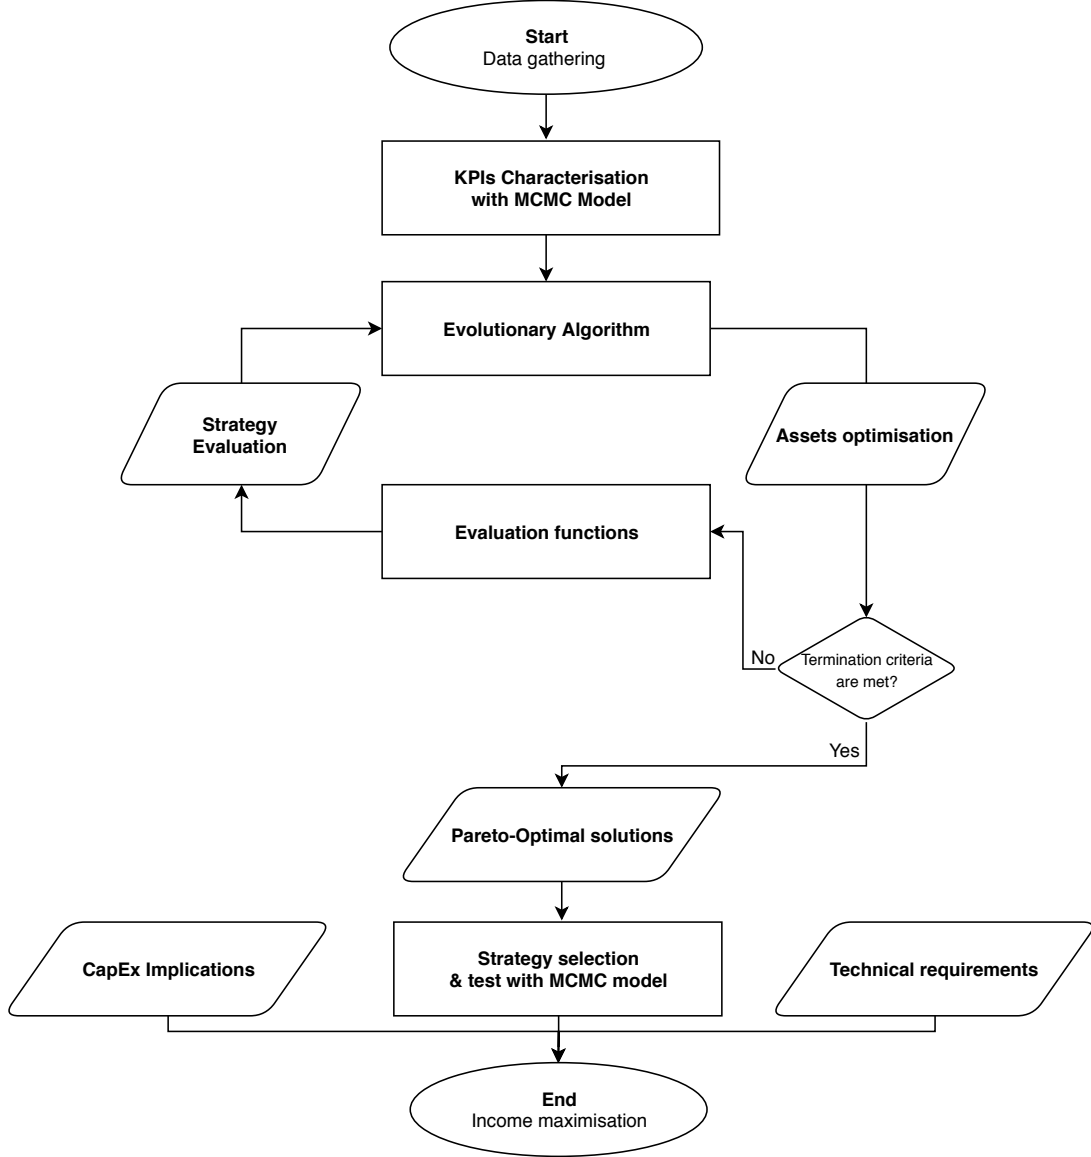 Start
Data gathering
KPIs Characterisation
with MCMC Model
Evolutionary Algorithm
Strategy
Evaluation
Assets optimisation
Evaluation functions
No
Termination criteria
are met?
Yes
Pareto-Optimal solutions
CapEx Implications
Strategy selection
& test with MCMC model
Technical requirements
End
Income maximisation